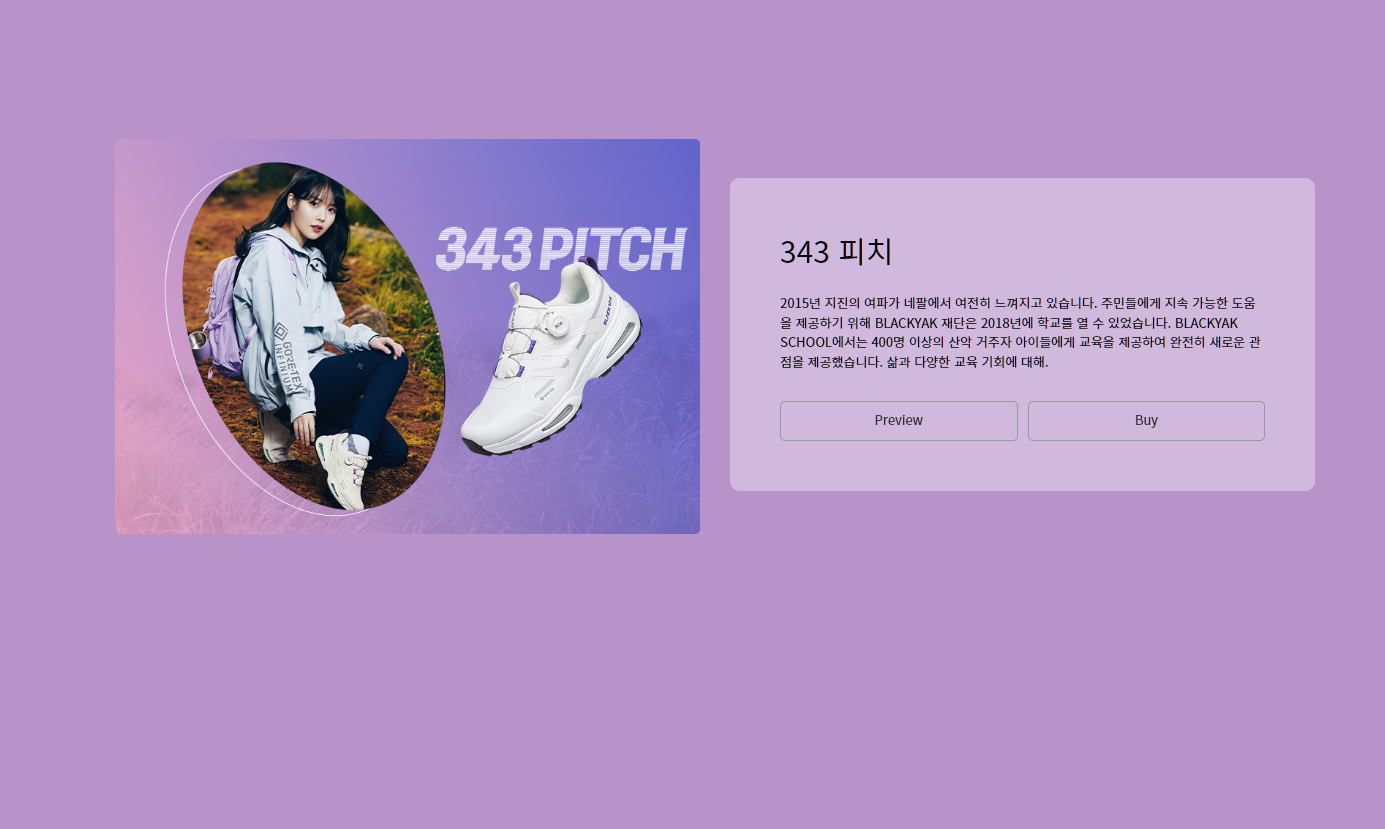 343 PITCH
BLACK YAK
BOA
GORE-TEX
INFINIUM
343 피치
2015년 지진의 여파가 네팔에서 여전히 느껴지고 있습니다. 주민들에게 지속 가능한 도움
을 제공하기 위해 BLACKYAK 재단은 2018년에 학교를 열 수 있었습니다. BLACKYAK
SCHOOL에서는 400명 이상의 산악 거주자 아이들에게 교육을 제공하여 완전히 새로운 관
점을 제공했습니다. 삶과 다양한 교육 기회에 대해.
Preview
Buy